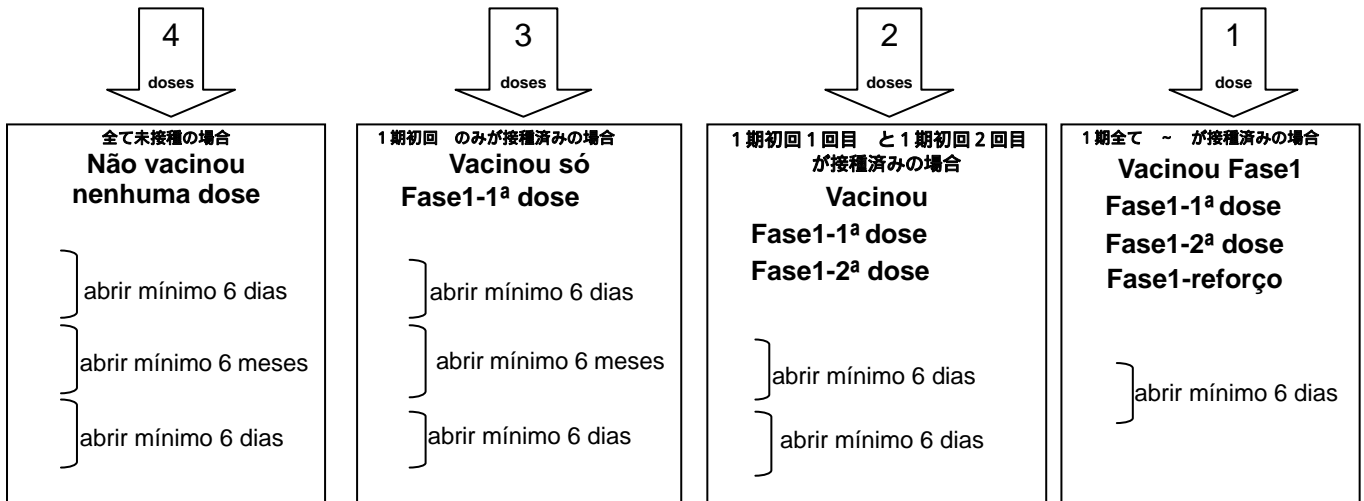 4
doses
全て未接種の場合
Não vacinou
nenhuma dose
abrir mínimo 6 dias
abrir mínimo 6 meses
abrir mínimo 6 dias
3
doses
1期初回 のみが接種済みの場合
Vacinou só
Fase1-1ª dose
abrir mínimo 6 dias
abrir mínimo 6 meses
abrir mínimo 6 dias
2
doses
1期初回1回目 と1期初回2回目
が接種済みの場合
Vacinou
Fase1-1ª dose
Fase1-2ª dose
abrir mínimo 6 dias
abrir mínimo 6 dias
1
dose
1期全て ~ が接種済みの場合
Vacinou Fase1
Fase1-1ª dose
Fase1-2ª dose
Fase1-reforço
abrir mínimo 6 dias